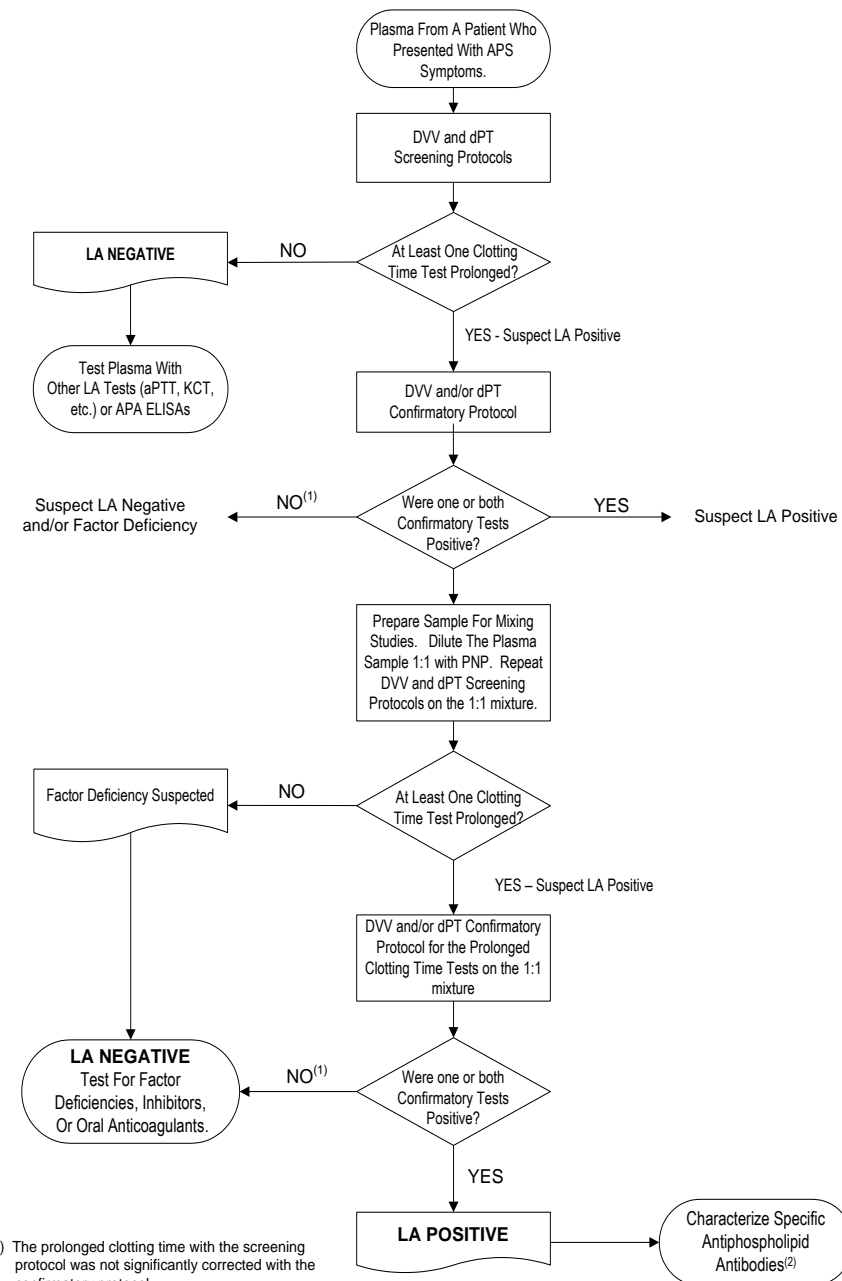 Plasma From A Patient Who
Presented With APS
Symptoms.
DVV and dPT
Screening Protocols
At Least One Clotting
Time Test Prolonged?
NO
LA NEGATIVE
Test Plasma With
Other LA Tests (aPTT, KCT,
etc.) or APA ELISAs
YES - Suspect LA Positive
DVV and/or dPT
Confirmatory Protocol
Were one or both
Confirmatory Tests
Positive?
NO(1)
Suspect LA Negative
and/or Factor Deficiency
YES
Suspect LA Positive
Prepare Sample For Mixing
Studies. Dilute The Plasma
Sample 1:1 with PNP. Repeat
DVV and dPT Screening
Protocols on the 1:1 mixture.
At Least One Clotting
Time Test Prolonged?
NO
Factor Deficiency Suspected
YES – Suspect LA Positive
DVV and/or dPT Confirmatory
Protocol for the Prolonged
Clotting Time Tests on the 1:1
mixture
Were one or both
Confirmatory Tests
Positive?
NO(1)
LA NEGATIVE
Test For Factor
Deficiencies, Inhibitors,
Or Oral Anticoagulants.
YES
LA POSITIVE
Characterize Specific
Antiphospholipid
Antibodies(2)
) The prolonged clotting time with the screening
protocol was not significantly corrected with the